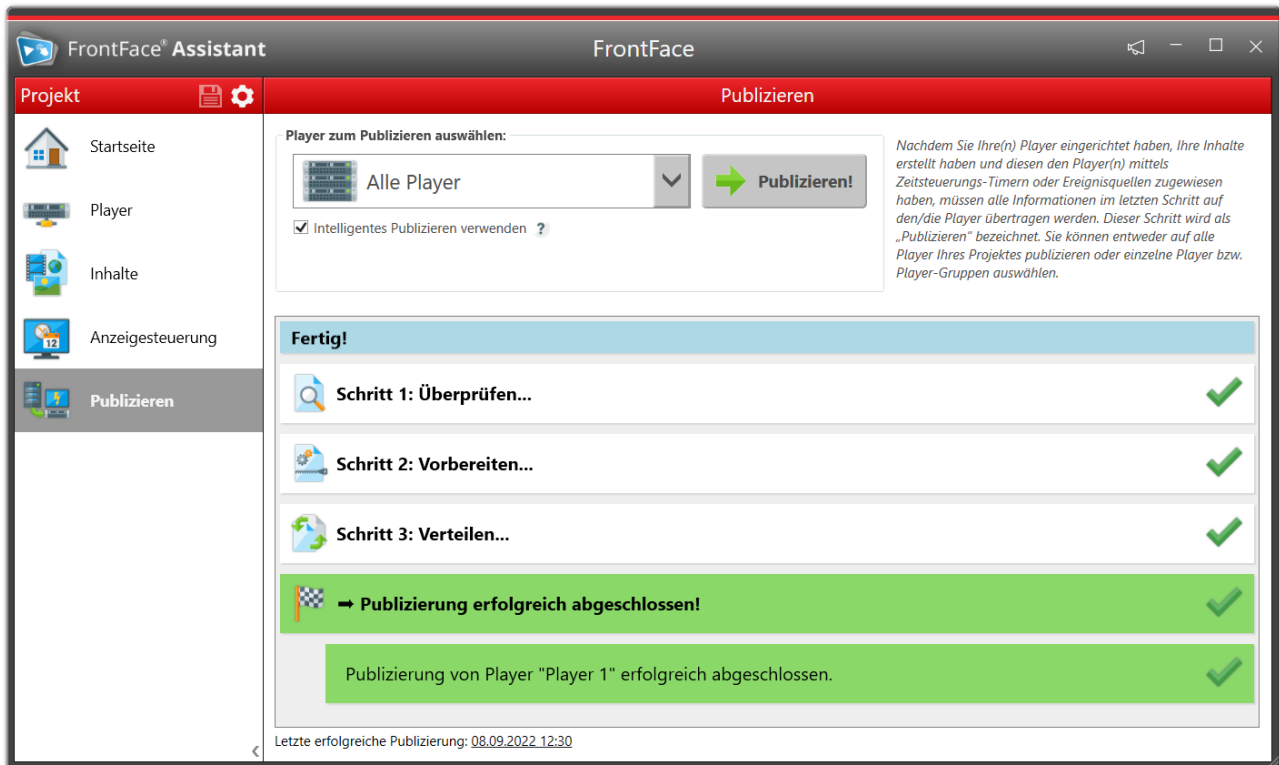 FrontFace® Assistant
FrontFace
Projekt
Publizieren
Startseite
Player
Inhalte
12
Anzeigesteuerung
Publizieren
Player zum Publizieren auswählen:
Alle Player
Publizieren!
Intelligentes Publizieren verwenden ?
Nachdem Sie Ihre(n) Player eingerichtet haben, Ihre Inhalte
erstellt haben und diesen den Player(n) mittels
Zeitsteuerungs-Timern oder Ereignisquellen zugewiesen
haben, müssen alle Informationen im letzten Schritt auf
den/die Player übertragen werden. Dieser Schritt wird als
„Publizieren" bezeichnet. Sie können entweder auf alle
Player Ihres Projektes publizieren oder einzelne Player bzw.
Player-Gruppen auswählen.
Fertig!
Schritt 1: Überprüfen...
Schritt 2: Vorbereiten...
Schritt 3: Verteilen...
➡ Publizierung erfolgreich abgeschlossen!
Publizierung von Player "Player 1" erfolgreich abgeschlossen.
Letzte erfolgreiche Publizierung: 08.09.2022 12:30